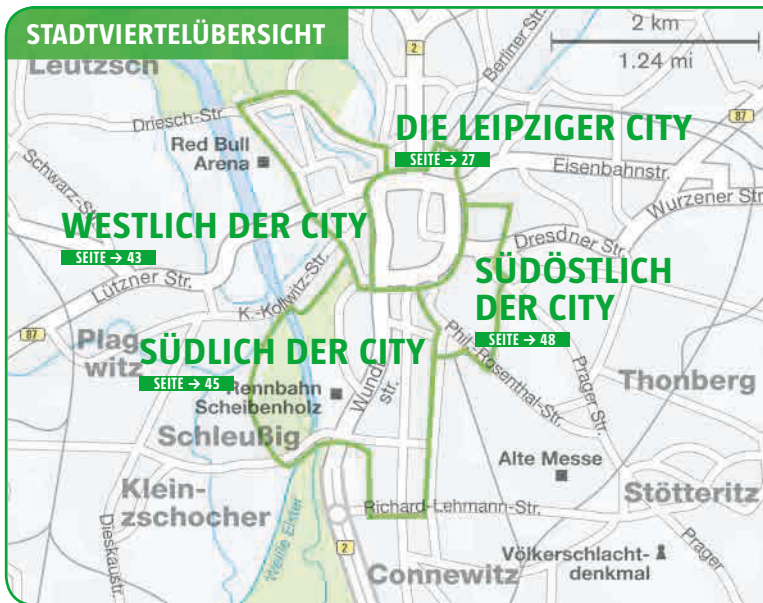 STADTVIERTELÜBERSICHT
2 km
1.24 mi
Leutzsch
2
Berliner Str.
Driesch-Str.
Red Bull
Arena
DIE LEIPZIGER CITY
SEITE → 27
87
Eisenbahnstr.
Schwarz-Str.
Wurzener Str.
WESTLICH DER CITY
SEITE → 43
Dresdner Str.
Lützner Str.
K.-Kollwitz-Str.
SÜDÖSTLICH
DER CITY
SEITE → 48
87
Plag
witz
SÜDLICH DER CITY
SEITE → 45
Wund
str.
Phil.-Rosenthal-Str.
Prager Str.
Rennbahn
Scheibenholz
Thonberg
Schleußig
Alte Messe
Klein-
zschocher
Stötteritz
Richard-Lehmann-Str.
Dieskaustr.
Weiße Elster
2
Connewitz
Völkerschlacht-
denkmal
Prager